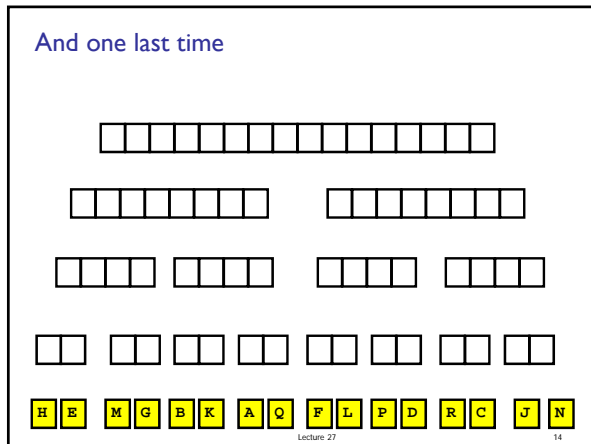 And one last time
H E M G B K A Q F L P D R C J N
Lecture 27 14